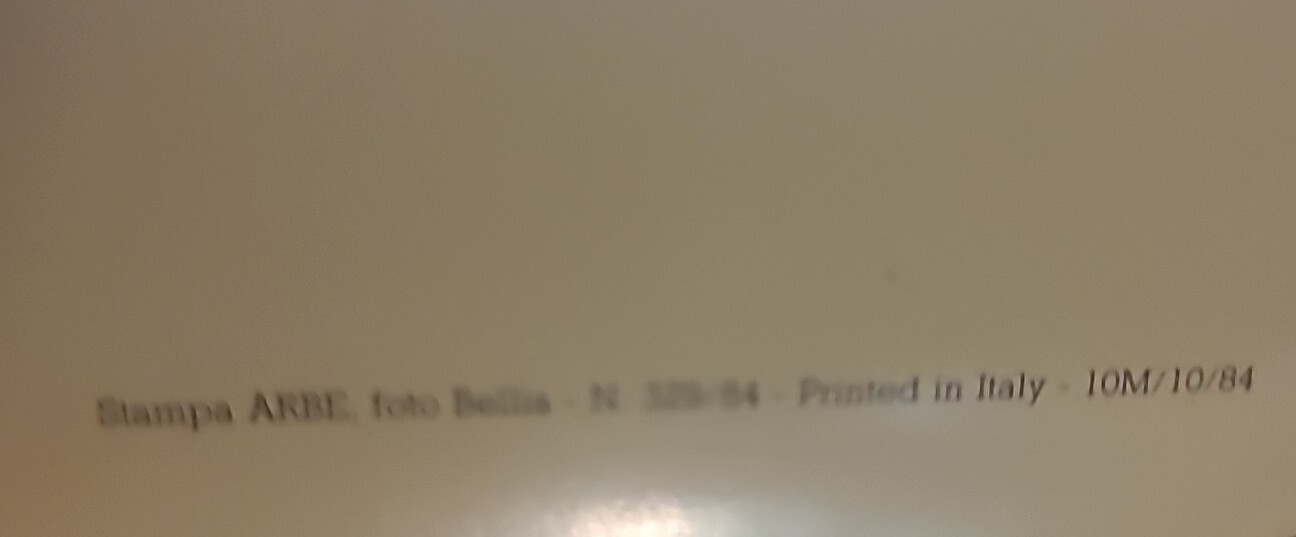 Stampa ARBE, foto Bellia - N. - Printed in Italy - 10M/10/84